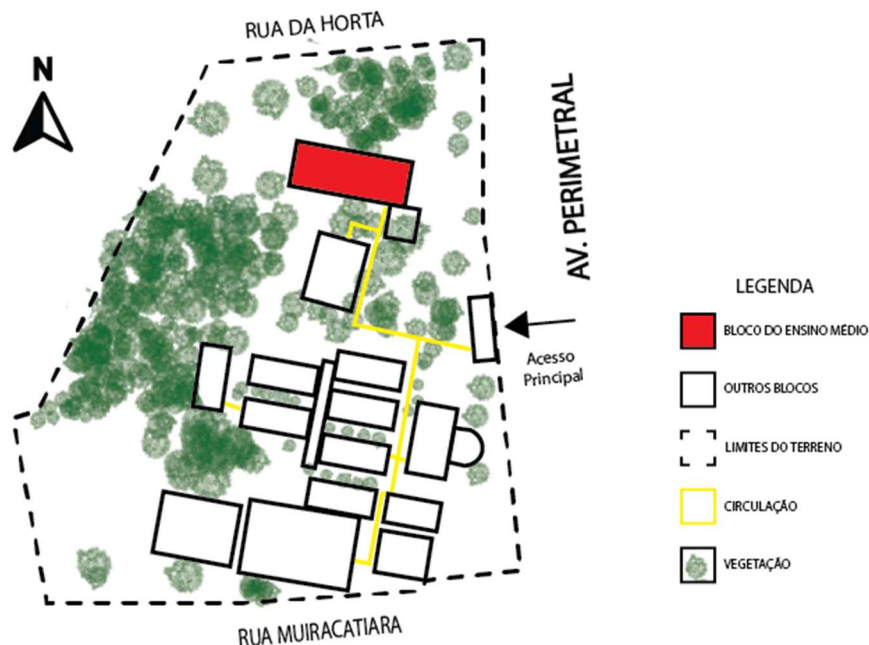 RUA DA HORTA
N
AV. PERIMETRAL
Acesso
Principal
RUA MUIRACATIARA
LEGENDA
BLOCO DO ENSINO MÉDIO
OUTROS BLOCOS
LIMITES DO TERRENO
CIRCULAÇÃO
VEGETAÇÃO